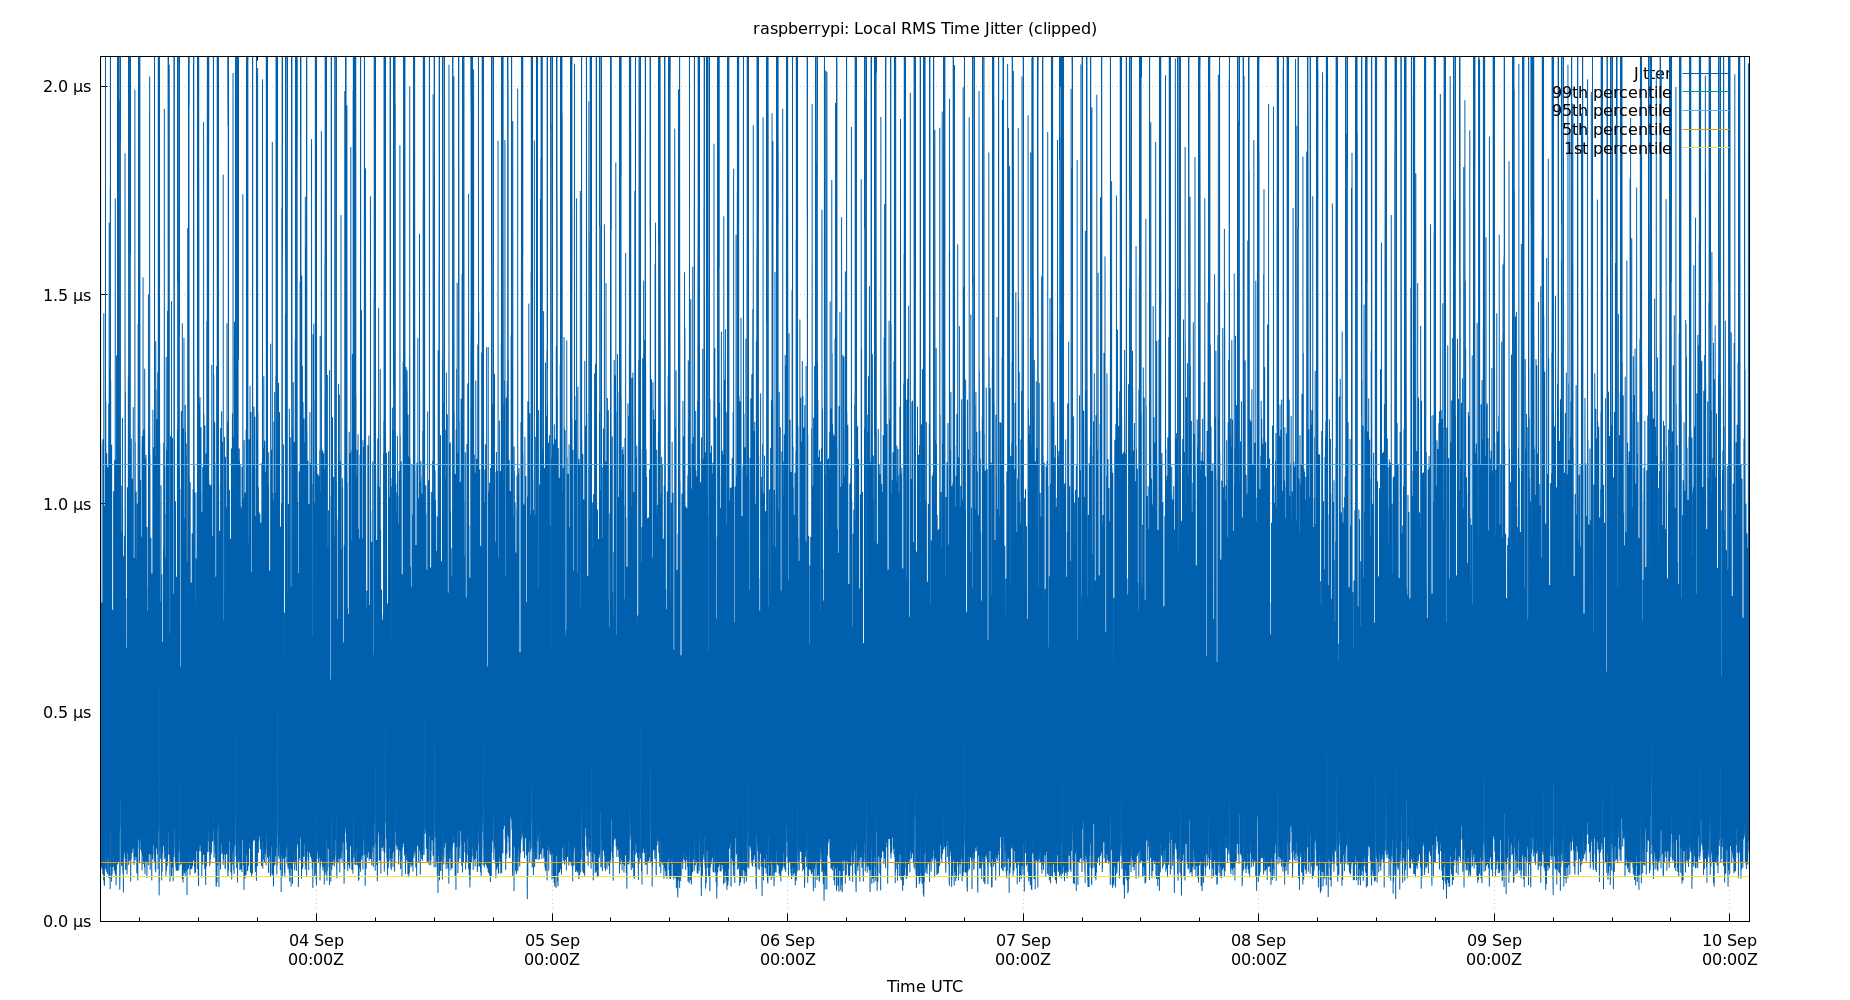 raspberrypi: Local RMS Time Jitter (clipped)
2.0 µs
1.5 µs
1.0 µs
0.5 µs
0.0 µs
Jitter
99th percentile
95th percentile
5th percentile
1st percentile
04 Sep
00:00Z
05 Sep
00:00Z
06 Sep
00:00Z
07 Sep
00:00Z
08 Sep
00:00Z
09 Sep
00:00Z
10 Sep
00:00Z
Time UTC